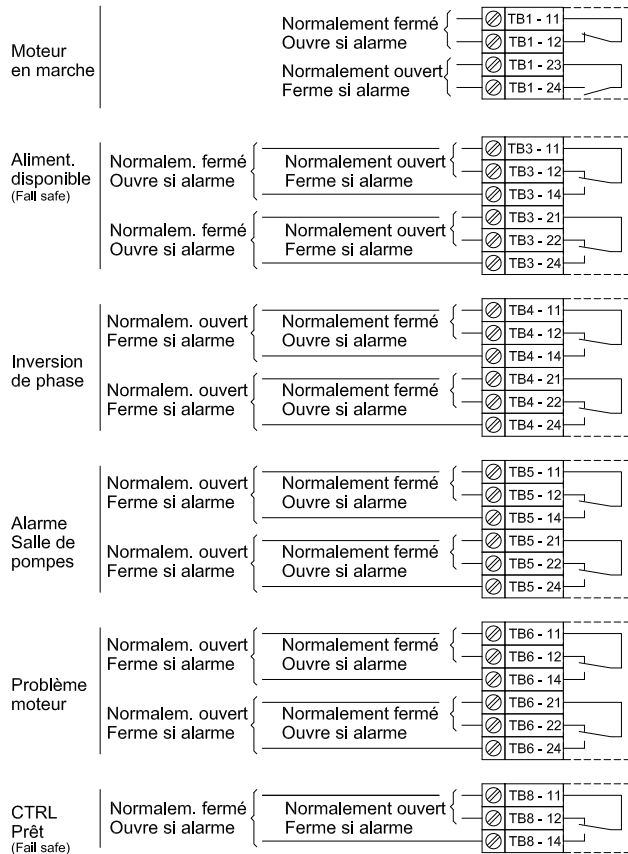 Moteur
en marche
Normalement fermé
Ouvre si alarme
Normalement ouvert
Ferme si alarme
TB1 - 11
TB1 - 12
TB1 - 23
TB1 - 24
Aliment.
disponible
(Fall safe)
Normalem. fermé
Ouvre si alarme
Normalement ouvert
Ferme si alarme
Normalem. fermé
Ouvre si alarme
Normalement ouvert
Ferme si alarme
TB3 - 11
TB3 - 12
TB3 - 14
TB3 - 21
TB3 - 22
TB3 - 24
Inversion
de phase
Normalem. ouvert
Ferme si alarme
Normalement fermé
Ouvre si alarme
Normalem. ouvert
Ferme si alarme
Normalement fermé
Ouvre si alarme
TB4 - 11
TB4 - 12
TB4 - 14
TB4 - 21
TB4 - 22
TB4 - 24
Alarme
Salle de
pompes
Normalem. ouvert
Ferme si alarme
Normalement fermé
Ouvre si alarme
Normalem. ouvert
Ferme si alarme
Normalement fermé
Ouvre si alarme
TB5 - 11
TB5 - 12
TB5 - 14
TB5 - 21
TB5 - 22
TB5 - 24
Problème
moteur
Normalem. ouvert
Ferme si alarme
Normalement fermé
Ouvre si alarme
Normalem. ouvert
Ferme si alarme
Normalement fermé
Ouvre si alarme
TB6 - 11
TB6 - 12
TB6 - 14
TB6 - 21
TB6 - 22
TB6 - 24
CTRL
Prêt
(Fail safe)
Normalem. fermé
Ouvre si alarme
Normalement ouvert
Ferme si alarme
TB8 - 11
TB8 - 12
TB8 - 14